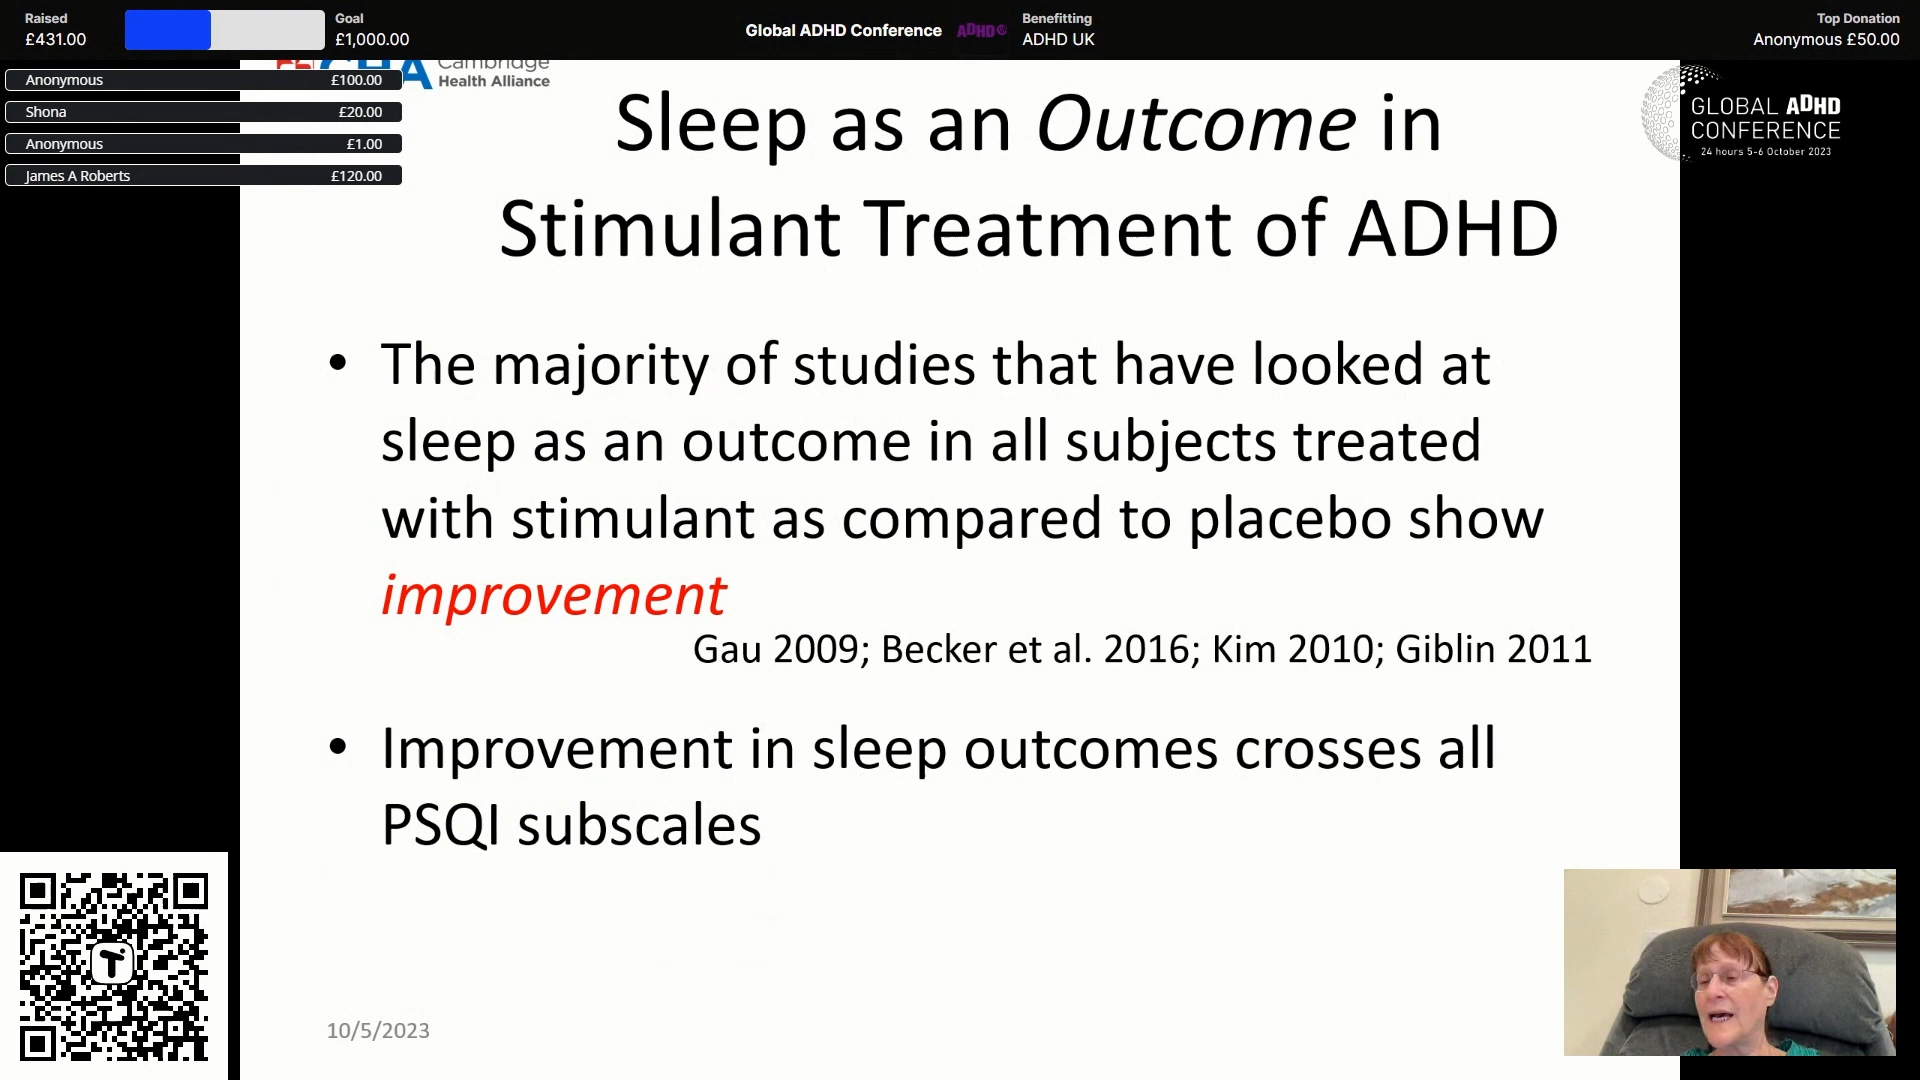 Raised
£431.00
Goal
£1,000.00
Global ADHD Conference
ADHD
Benefitting
ADHD UK
Top Donation
Anonymous £50.00
Anonymous £100.00
Shona £20.00
Anonymous £1.00
James A Roberts £120.00
CHA
Cambridge
Health Alliance
GLOBAL ADHD
CONFERENCE
24 hours 5-6 October 2023
Sleep as an Outcome in
Stimulant Treatment of ADHD
• The majority of studies that have looked at
sleep as an outcome in all subjects treated
with stimulant as compared to placebo show
improvement
Gau 2009; Becker et al. 2016; Kim 2010; Giblin 2011
• Improvement in sleep outcomes crosses all
PSQI subscales
10/5/2023
T